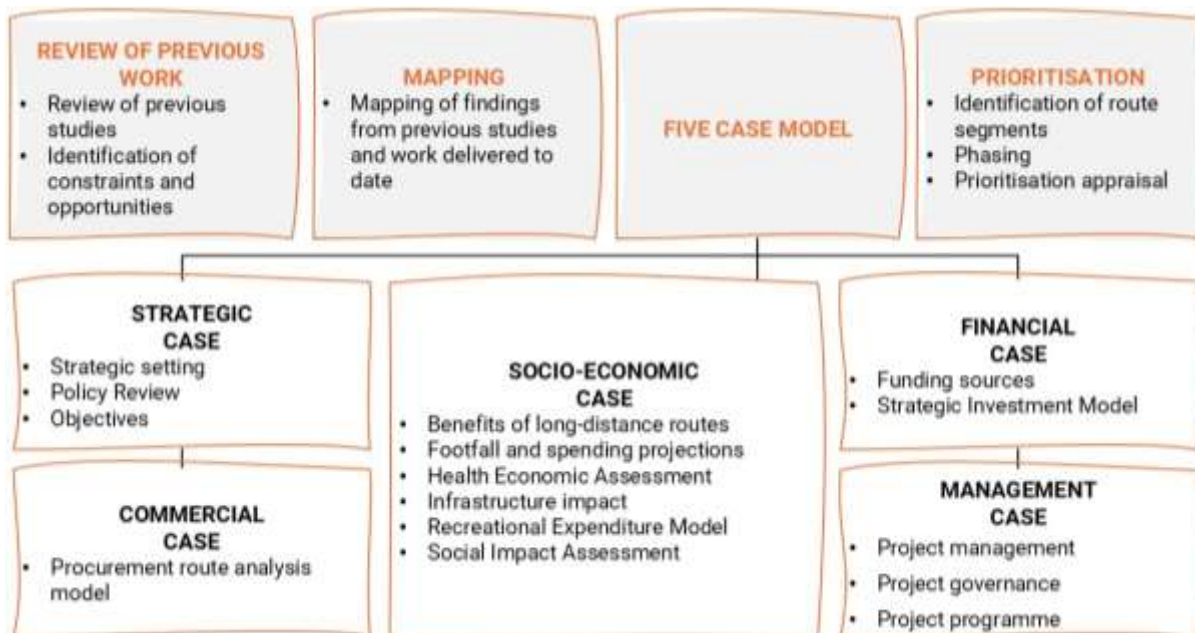 REVIEW OF PREVIOUS
WORK
• Review of previous
studies
• Identification of
constraints and
opportunities
MAPPING
• Mapping of findings
from previous studies
and work delivered to
date
FIVE CASE MODEL
PRIORITISATION
• Identification of route
segments
• Phasing
• Prioritisation appraisal
STRATEGIC
CASE
• Strategic setting
• Policy Review
• Objectives
COMMERCIAL
CASE
• Procurement route analysis
model
SOCIO-ECONOMIC
CASE
• Benefits of long-distance routes
• Footfall and spending projections
• Health Economic Assessment
• Infrastructure impact
• Recreational Expenditure Model
• Social Impact Assessment
FINANCIAL
CASE
• Funding sources
• Strategic Investment Model
MANAGEMENT
CASE
• Project management
• Project governance
• Project programme